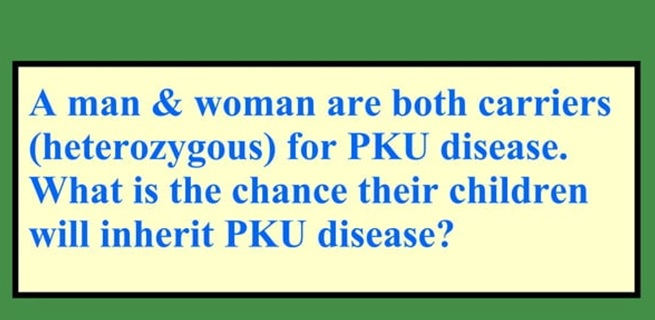 A man & woman are both carriers
(heterozygous) for PKU disease.
What is the chance their children
will inherit PKU disease?